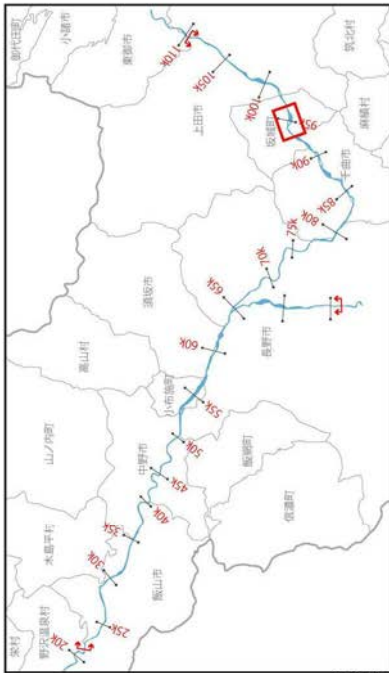 御代田町
小諸市
東御市
110k
105k
上田市
100k
筑北村
麻績村
95k
坂城町
90k
千曲市
85k
80k
75k
70k
65k
須坂市
長野市
高山村
60k
小布施町
55k
50k
飯綱町
信濃町
山ノ内町
中野市
45k
40k
木島平村
35k
30k
飯山市
25k
野沢温泉村
20k
栄村